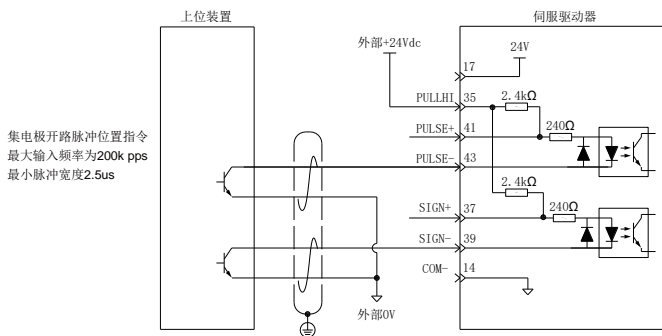 上位装置
伺服驱动器
外部+24Vdc
24V
17
PULLHI
35
2.4kΩ
PULSE+
41
240Ω
集电极开路脉冲位置指令
最大输入频率为200k pps
最小脉冲宽度2.5us
PULSE-
43
2.4kΩ
SIGN+
37
240Ω
SIGN-
39
COM-
14
外部0V